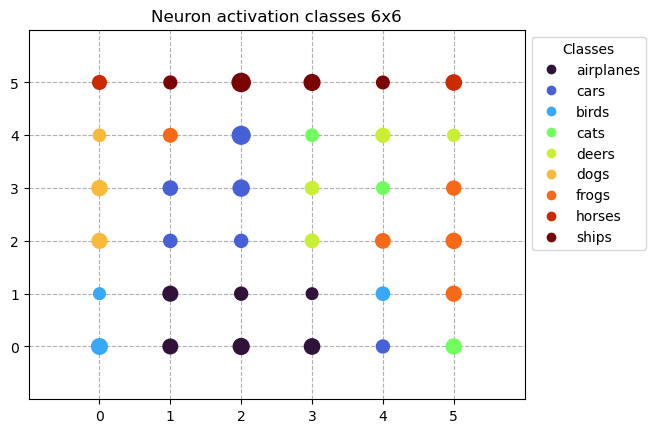 Neuron activation classes 6x6
Classes
airplanes
cars
birds
cats
deers
dogs
frogs
horses
ships
5
4
3
2
1
0
0 1 2 3 4 5